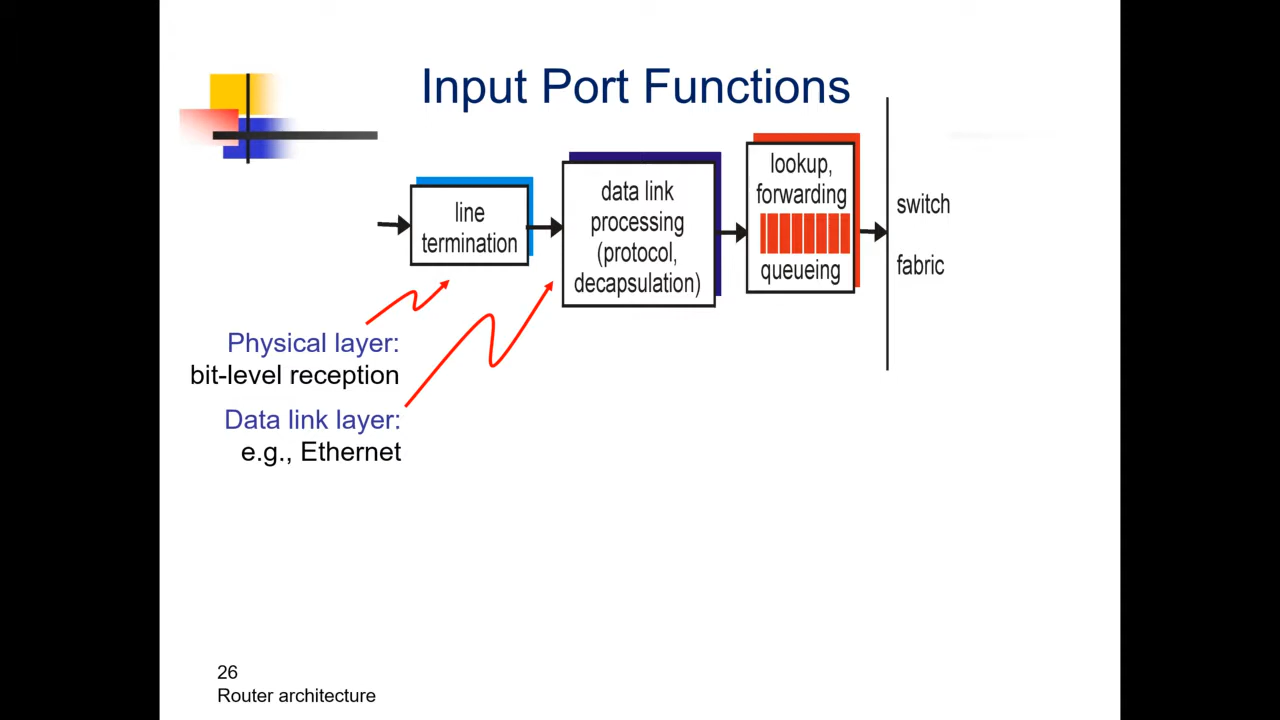 Input Port Functions
line
termination
data link
processing
(protocol,
decapsulation)
lookup,
forwarding
queueing
switch
fabric
Physical layer:
bit-level reception
Data link layer:
e.g., Ethernet
26
Router architecture